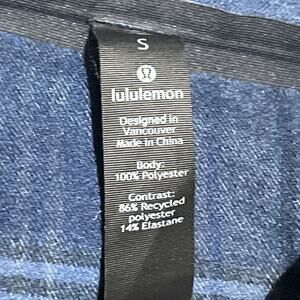 S
lululemon
Designed in
Vancouver
Made in China
Body:
100% Polyester
Contrast:
86% Recycled
polyester
14% Elastane